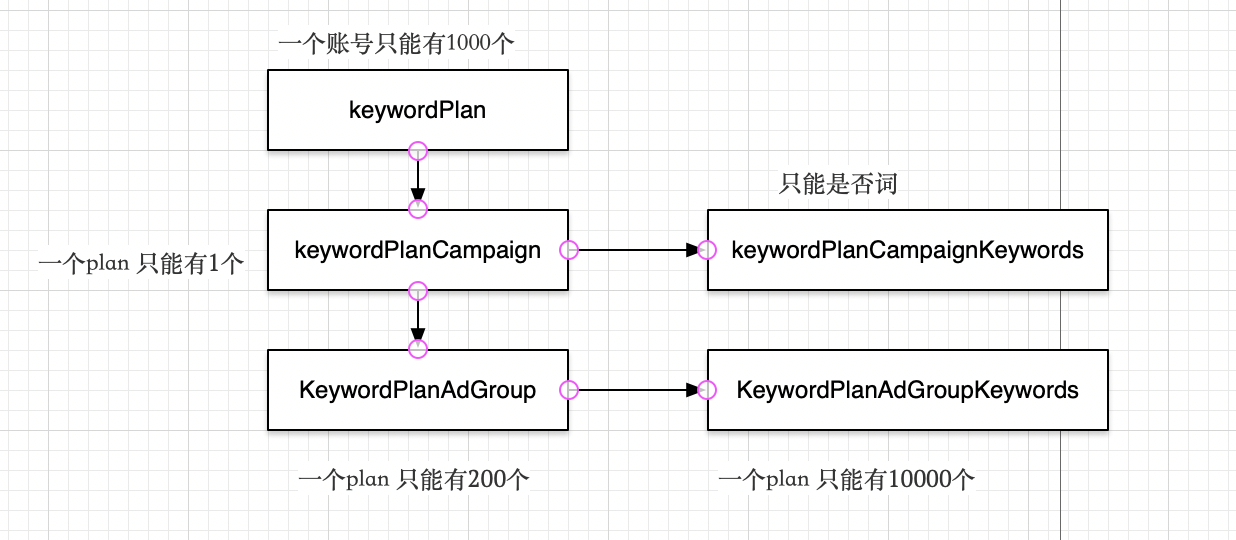 一个账号只能有1000个
keywordPlan
只能是否词
keywordPlanCampaign
keywordPlanCampaignKeywords
一个plan 只能有1个
KeywordPlanAdGroup
KeywordPlanAdGroupKeywords
一个plan 只能有200个
一个plan 只能有10000个